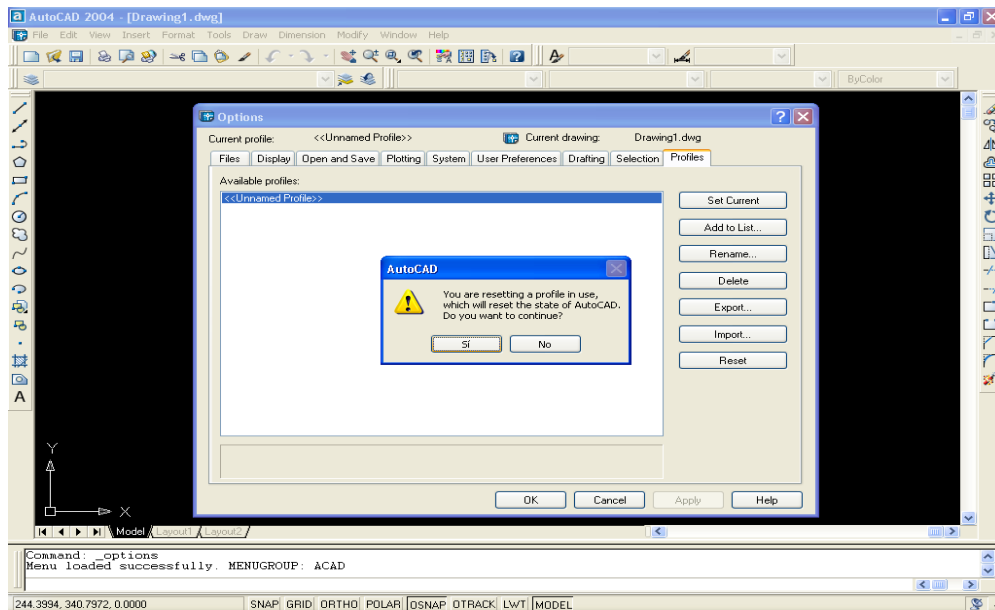 AutoCAD 2004 - [Drawing1.dwg]
File Edit View Insert Format Tools Draw Dimension Modify Window Help
ByColor
Options
Current profile: <<Unnamed Profile>> Current drawing: Drawing1.dwg
Files Display Open and Save Plotting System User Preferences Drafting Selection Profiles
Available profiles:
<<Unnamed Profile>>
Set Current
Add to List...
Rename...
Delete
Export...
Import...
Reset
AutoCAD
You are resetting a profile in use,
which will reset the state of AutoCAD.
Do you want to continue?
Sí No
OK Cancel Apply Help
A
Y
X
Model Layout1 Layout2
Command: _options
Menu loaded successfully. MENUGROUP: ACAD
244.3994, 340.7972, 0.0000 SNAP GRID ORTHO POLAR OSNAP OTRACK LWT MODEL